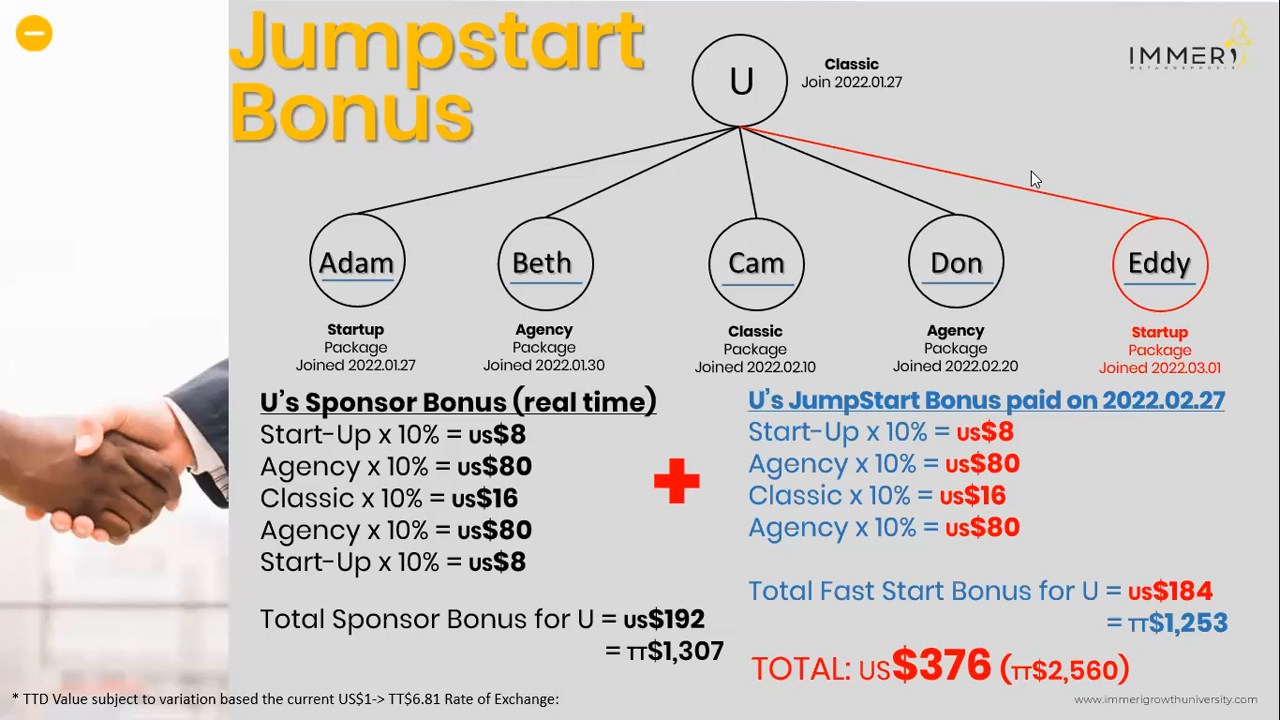 Jumpstart
Bonus
U
Classic
Join 2022.01.27
IMMERI
Adam
Beth
Cam
Don
Eddy
Startup
Package
Joined 2022.01.27
Agency
Package
Joined 2022.01.30
Classic
Package
Joined 2022.02.10
Agency
Package
Joined 2022.02.20
Startup
Package
Joined 2022.03.01
U's Sponsor Bonus (real time)
Start-Up x 10% = US$8
Agency x 10% = US$80
Classic x 10% = US$16
Agency x 10% = US$80
Start-Up x 10% = US$8
Total Sponsor Bonus for U = US$192
= TT$1,307
U's JumpStart Bonus paid on 2022.02.27
Start-Up x 10% = US$8
Agency x 10% = US$80
Classic x 10% = US$16
Agency x 10% = US$80
Total Fast Start Bonus for U = US$184
= TT$1,253
TOTAL: US$376 (TT$2,560)
* TTD Value subject to variation based the current US$1-> TT$6.81 Rate of Exchange:
www.immerigrowthuniversity.com